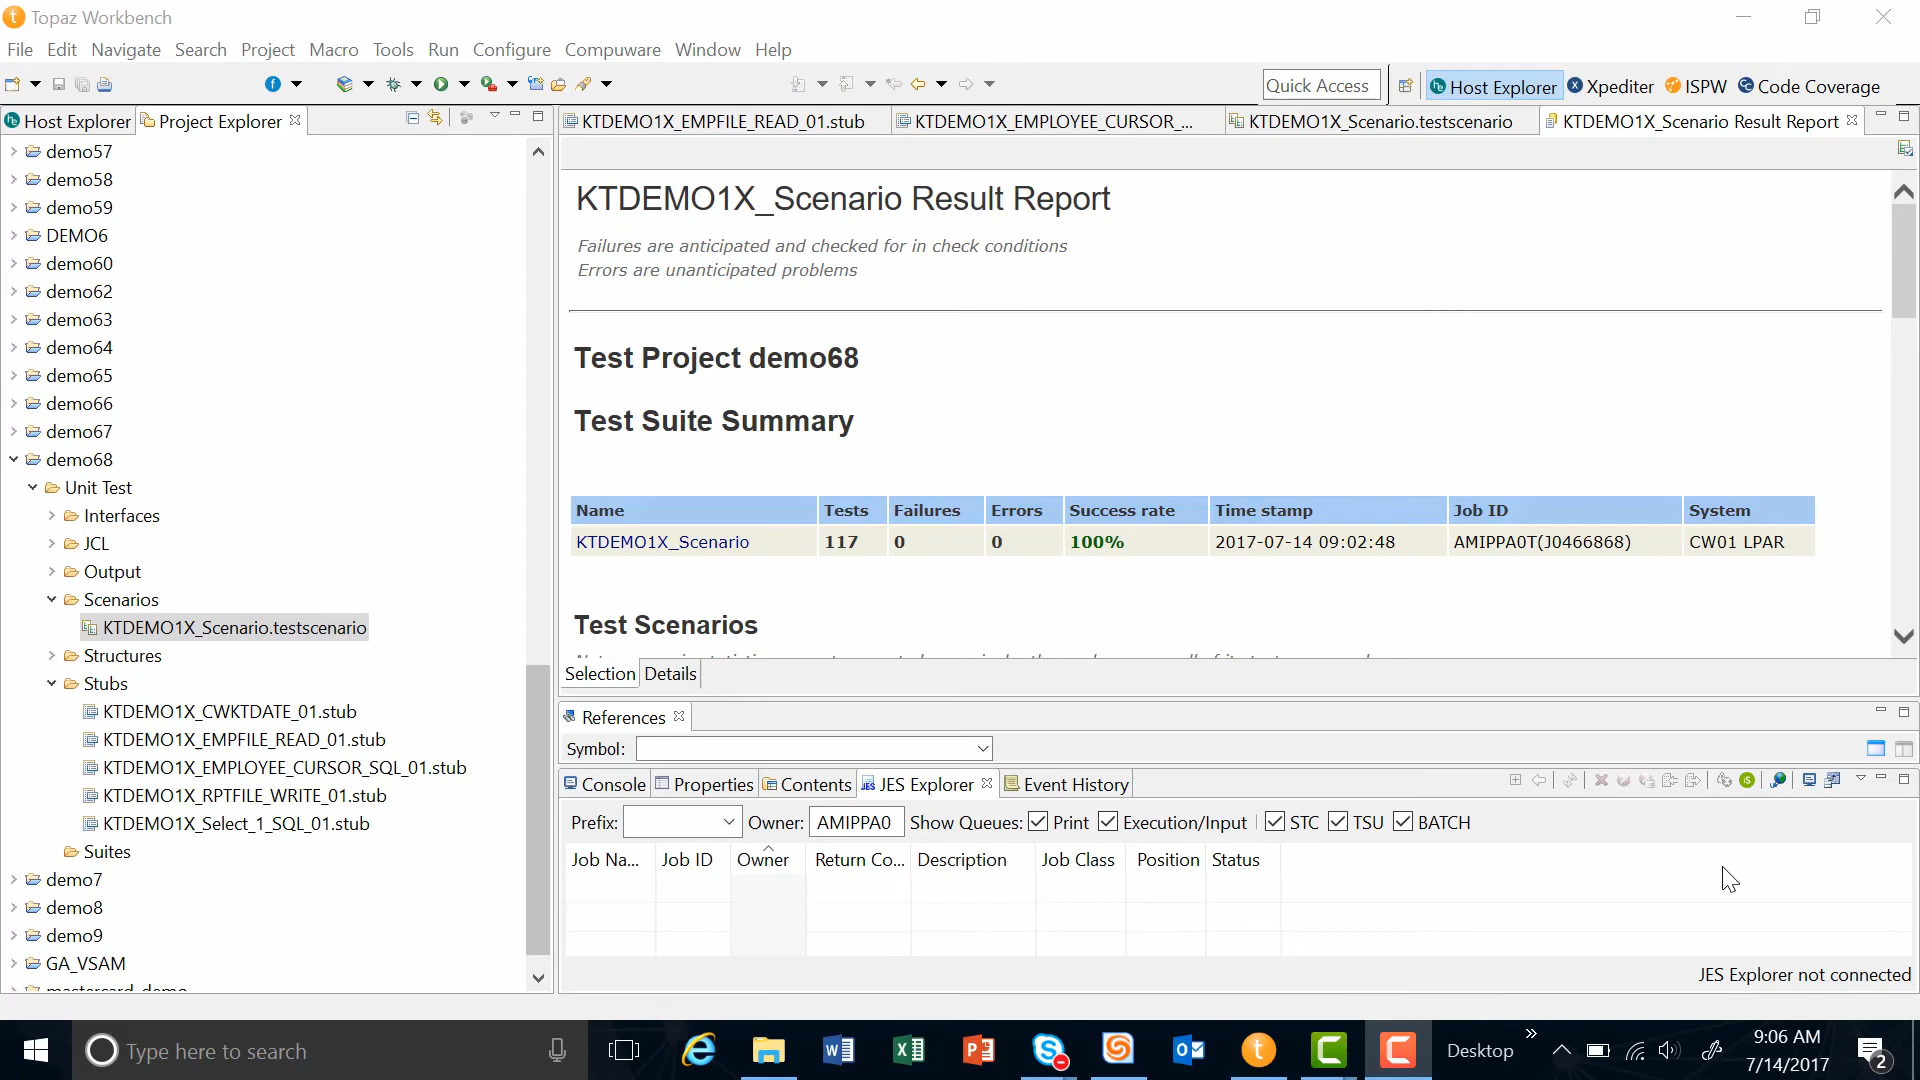 Topaz Workbench
File Edit Navigate Search Project Macro Tools Run Configure Compuware Window Help
Quick Access Host Explorer Xpediter ISPW Code Coverage
Host Explorer Project Explorer
demo57
demo58
demo59
DEMO6
demo60
demo62
demo63
demo64
demo65
demo66
demo67
demo68
Unit Test
Interfaces
JCL
Output
Scenarios
KTDEMO1X_Scenario.testscenario
Structures
Stubs
KTDEMO1X_CWKTDATE_01.stub
KTDEMO1X_EMPFILE_READ_01.stub
KTDEMO1X_EMPLOYEE_CURSOR_SQL_01.stub
KTDEMO1X_RPTFILE_WRITE_01.stub
KTDEMO1X_Select_1_SQL_01.stub
Suites
demo7
demo8
demo9
GA_VSAM
mastercard_demo
KTDEMO1X_EMPFILE_READ_01.stub KTDEMO1X_EMPLOYEE_CURSOR_... KTDEMO1X_Scenario.testscenario KTDEMO1X_Scenario Result Report
KTDEMO1X_Scenario Result Report
Failures are anticipated and checked for in check conditions
Errors are unanticipated problems
Test Project demo68
Test Suite Summary
Name Tests Failures Errors Success rate Time stamp Job ID System
KTDEMO1X_Scenario 117 0 0 100% 2017-07-14 09:02:48 AMIPPA0T(J0466868) CW01 LPAR
Test Scenarios
Selection Details
References
Symbol:
Console Properties Contents JES Explorer Event History
Prefix: Owner: AMIPPA0 Show Queues: Print Execution/Input STC TSU BATCH
Job Na... Job ID Owner Return Co... Description Job Class Position Status
JES Explorer not connected
Type here to search
Desktop
9:06 AM
7/14/2017
2